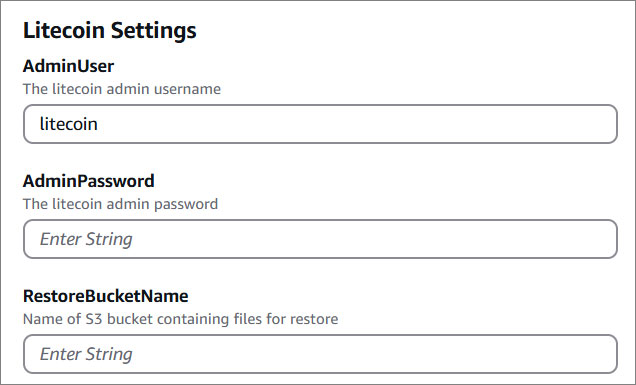 Litecoin Settings
AdminUser
The litecoin admin username
litecoin
AdminPassword
The litecoin admin password
Enter String
RestoreBucketName
Name of S3 bucket containing files for restore
Enter String